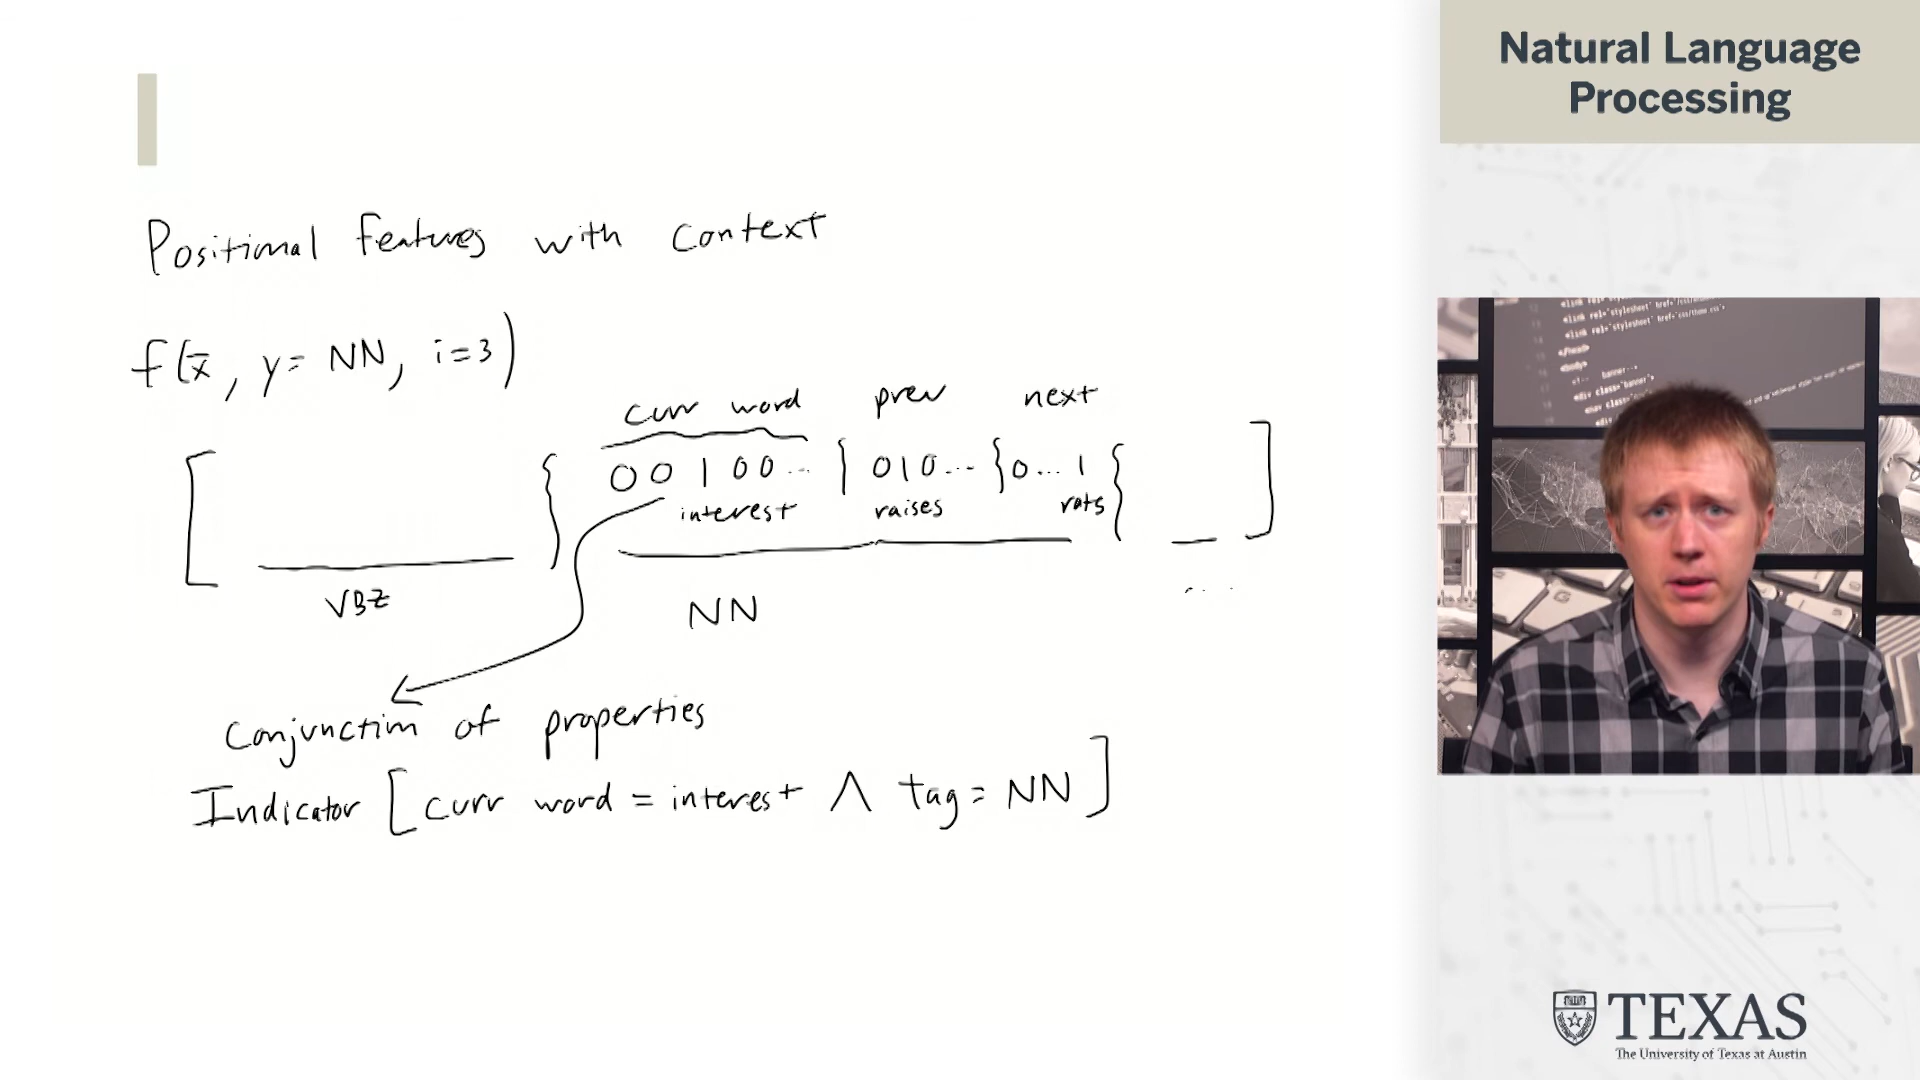 Natural Language
Processing
Positional features with context
f(x̄, y= NN, i=3)
curr word prev next
[ { 0 0 1 0 0 ... | 0 1 0 ... } 0 ... 1 { ]
interest raises rats
VBZ NN ...
Conjunction of properties
Indicator [curr word = interest ∧ tag = NN]
TEXAS
The University of Texas at Austin